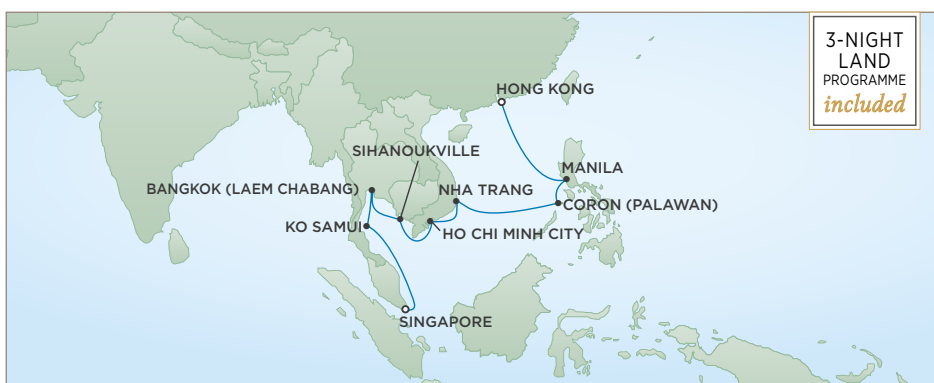 3-NIGHT
LAND
PROGRAMME
included
HONG KONG
SIHANOUKVILLE
MANILA
BANGKOK (LAEM CHABANG)
NHA TRANG
CORON (PALAWAN)
KO SAMUI
HO CHI MINH CITY
SINGAPORE